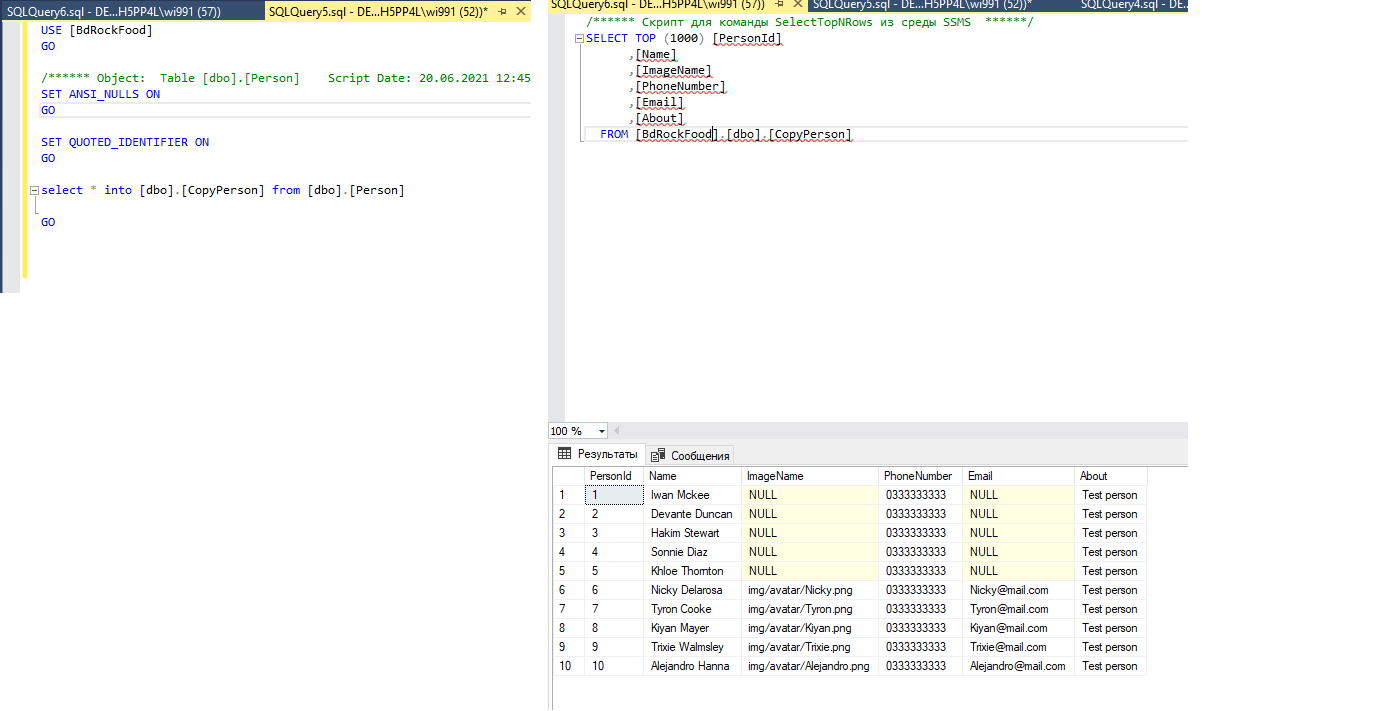 SQLQuery6.sql - DE...H5PP4L\wi991 (57))
SQLQuery5.sql - DE...H5PP4L\wi991 (52))*
USE [BdRockFood]
GO
/****** Object:  Table [dbo].[Person]    Script Date: 20.06.2021 12:45
SET ANSI_NULLS ON
GO
SET QUOTED_IDENTIFIER ON
GO
select * into [dbo].[CopyPerson] from [dbo].[Person]
GO
SQLQuery6.sql - DE...H5PP4L\wi991 (57))
SQLQuery5.sql - DE...H5PP4L\wi991 (52))*
SQLQuery4.sql - DE...
/****** Скрипт для команды SelectTopNRows из среды SSMS  ******/
SELECT TOP (1000) [PersonId]
,[Name]
,[ImageName]
,[PhoneNumber]
,[Email]
,[About]
FROM [BdRockFood].[dbo].[CopyPerson]
100 %
Результаты Сообщения
PersonId Name ImageName PhoneNumber Email About
1 1 Iwan Mckee NULL 0333333333 NULL Test person
2 2 Devante Duncan NULL 0333333333 NULL Test person
3 3 Hakim Stewart NULL 0333333333 NULL Test person
4 4 Sonnie Diaz NULL 0333333333 NULL Test person
5 5 Khloe Thornton NULL 0333333333 NULL Test person
6 6 Nicky Delarosa img/avatar/Nicky.png 0333333333 Nicky@mail.com Test person
7 7 Tyron Cooke img/avatar/Tyron.png 0333333333 Tyron@mail.com Test person
8 8 Kiyan Mayer img/avatar/Kiyan.png 0333333333 Kiyan@mail.com Test person
9 9 Trixie Walmsley img/avatar/Trixie.png 0333333333 Trixie@mail.com Test person
10 10 Alejandro Hanna img/avatar/Alejandro.png 0333333333 Alejandro@mail.com Test person